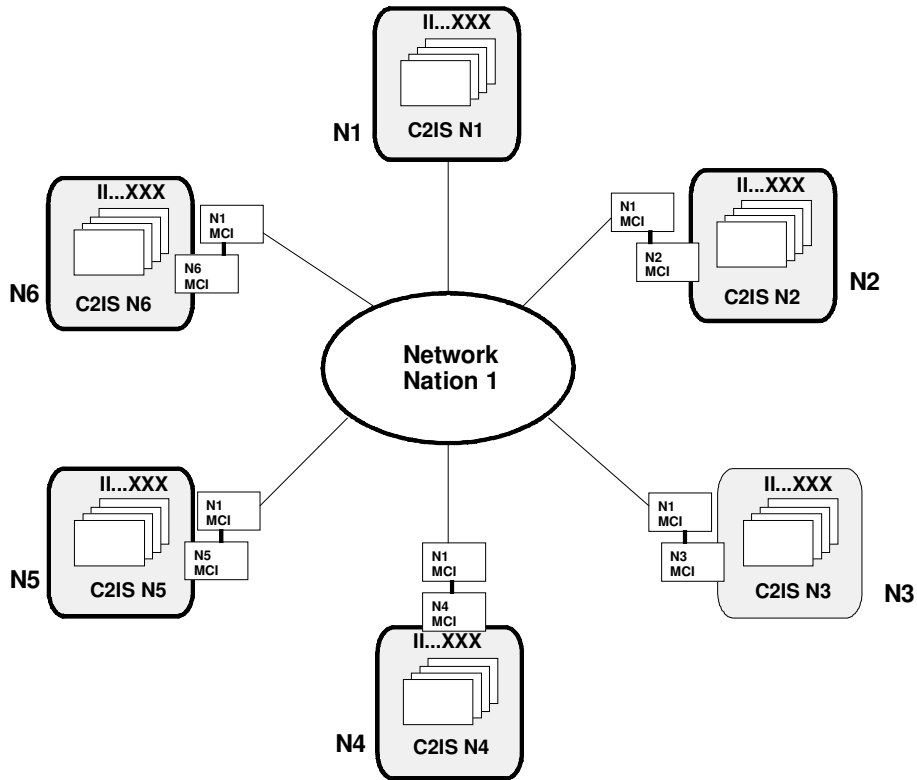 II...XXX
C2IS N1
N1
II...XXX
C2IS N6
N6
N1
MCI
N6
MCI
N1
MCI
N2
MCI
II...XXX
C2IS N2
N2
Network
Nation 1
II...XXX
C2IS N5
N5
N1
MCI
N5
MCI
N1
MCI
N4
MCI
II...XXX
C2IS N4
N4
N1
MCI
N3
MCI
II...XXX
C2IS N3
N3